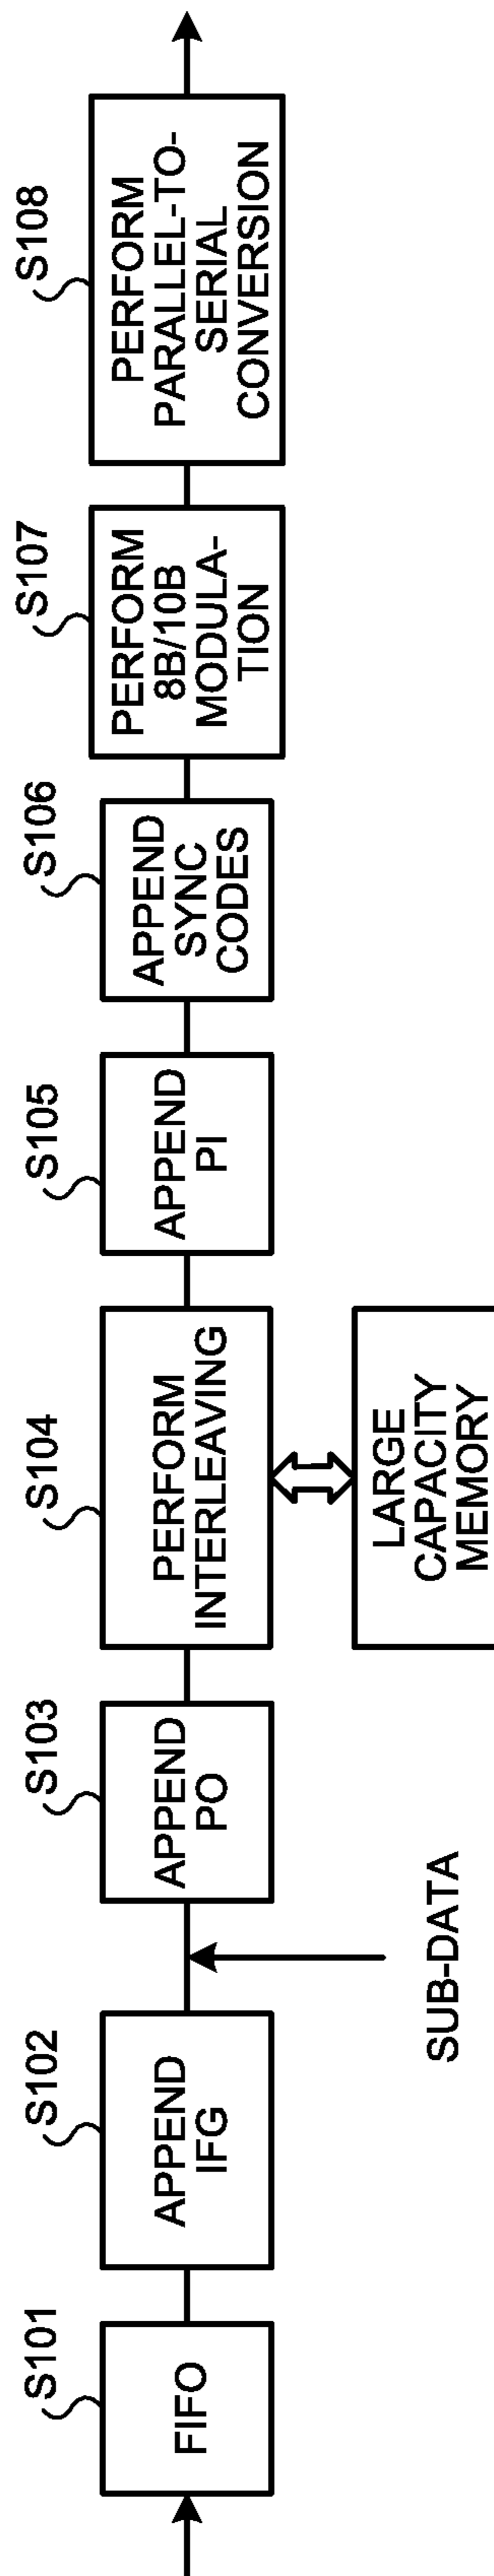 S101
FIFO
S102
APPEND
IFG
SUB-DATA
S103
APPEND
PO
S104
PERFORM
INTERLEAVING
LARGE
CAPACITY
MEMORY
S105
APPEND
PI
S106
APPEND
SYNC
CODES
S107
PERFORM
8B/10B
MODULA-
TION
S108
PERFORM
PARALLEL-TO-
SERIAL
CONVERSION